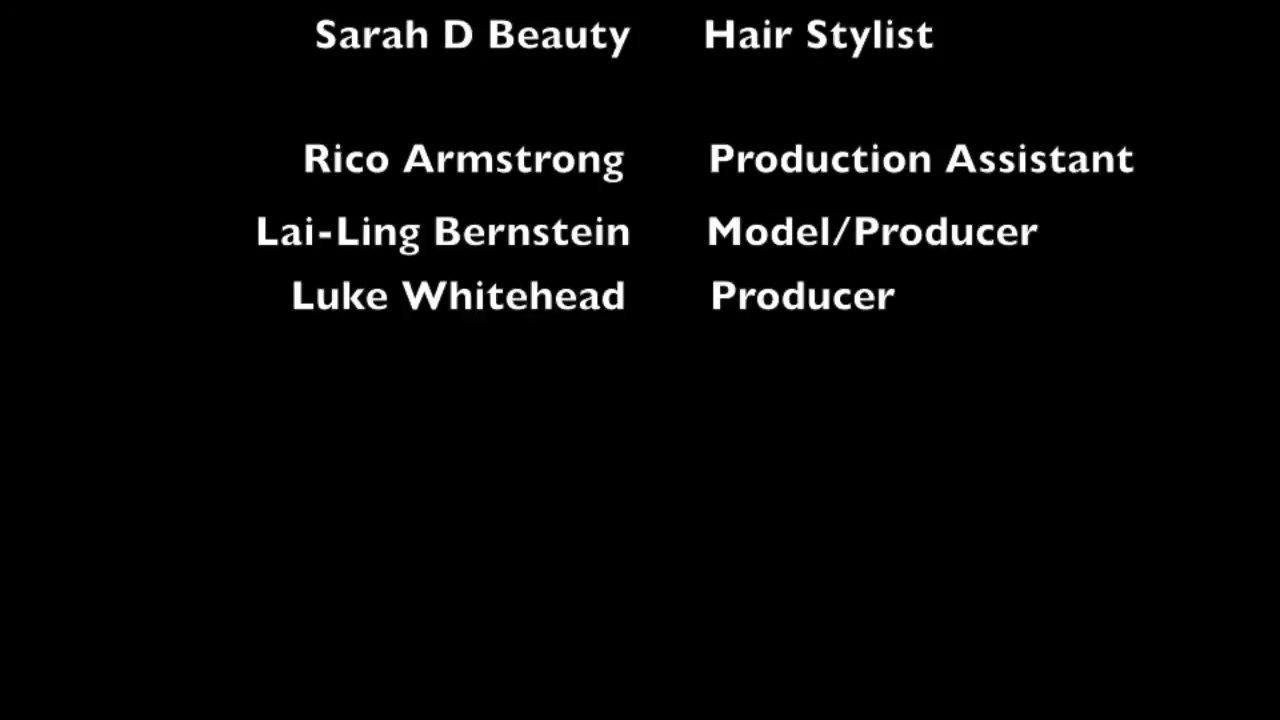 Sarah D Beauty Hair Stylist
Rico Armstrong Production Assistant
Lai-Ling Bernstein Model/Producer
Luke Whitehead Producer